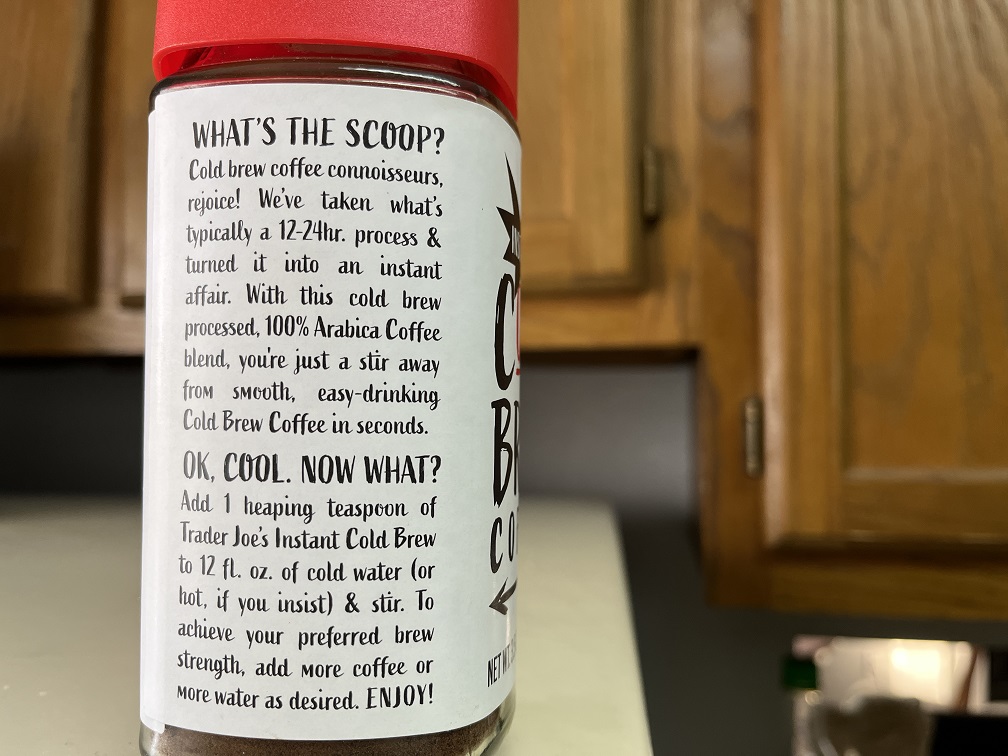 WHAT'S THE SCOOP?
Cold brew coffee connoisseurs,
rejoice! We've taken what's
typically a 12-24hr. process &
turned it into an instant
affair. With this cold brew
processed, 100% Arabica Coffee
blend, you're just a stir away
from smooth, easy-drinking
Cold Brew Coffee in seconds.
OK, COOL. NOW WHAT?
Add 1 heaping teaspoon of
Trader Joe's Instant Cold Brew
to 12 fl. oz. of cold water (or
hot, if you insist) & stir. To
achieve your preferred brew
strength, add more coffee or
more water as desired. ENJOY!
NET WT.